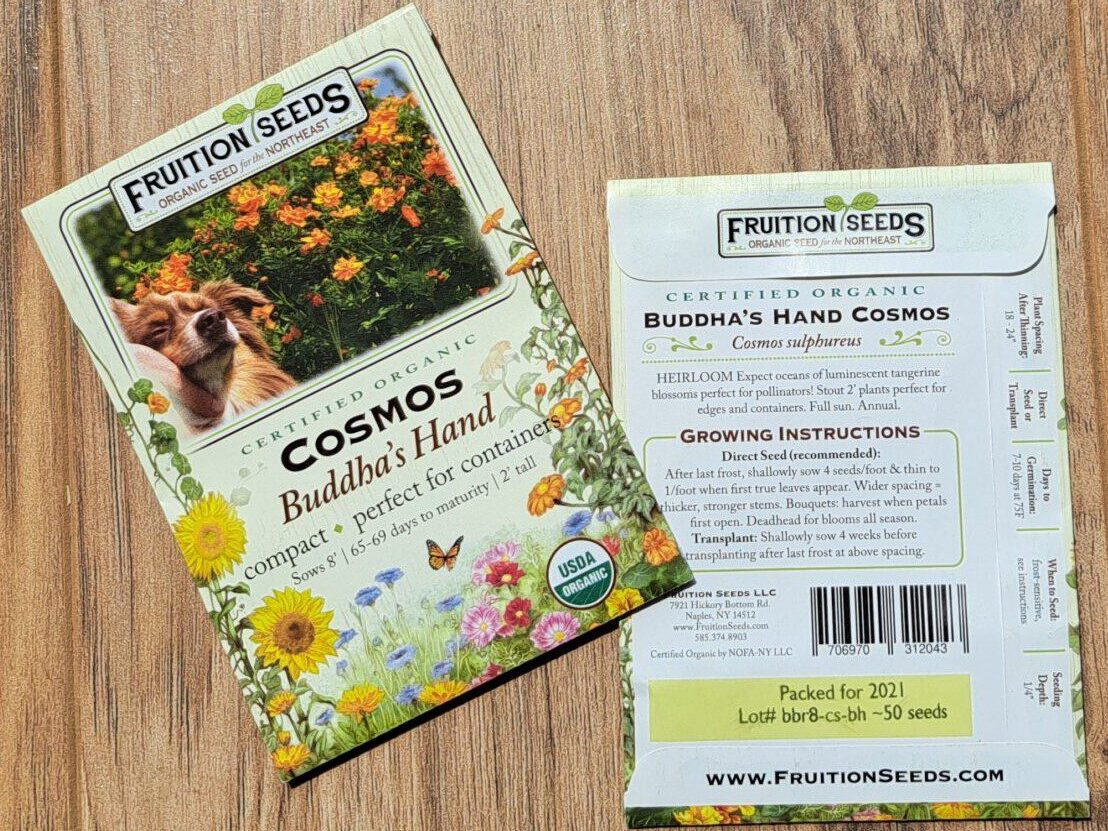 FRUITION SEEDS
ORGANIC SEED for the NORTHEAST
CERTIFIED ORGANIC
COSMOS
Buddha's Hand
compact perfect for containers
Sows 8' | 65-69 days to maturity | 2' tall
USDA
ORGANIC
FRUITION SEEDS
ORGANIC SEED for the NORTHEAST
CERTIFIED ORGANIC
BUDDHA'S HAND COSMOS
Cosmos sulphureus
HEIRLOOM Expect oceans of luminescent tangerine
blossoms perfect for pollinators! Stout 2' plants perfect for
edges and containers. Full sun. Annual.
GROWING INSTRUCTIONS
Direct Seed (recommended):
After last frost, shallowly sow 4 seeds/foot & thin to
1/foot when first true leaves appear. Wider spacing =
thicker, stronger stems. Bouquets: harvest when petals
first open. Deadhead for blooms all season.
Transplant: Shallowly sow 4 weeks before
transplanting after last frost at above spacing.
FRUITION SEEDS LLC
7921 Hickory Bottom Rd.
Naples, NY 14512
www.FruitionSeeds.com
585.374.8903
Certified Organic by NOFA-NY LLC
706970 312043
Packed for 2021
Lot# bbr8-cs-bh ~50 seeds
WWW.FRUITIONSEEDS.COM
Plant Spacing
After Thinning:
18 - 24"
Direct
Seed or
Transplant
Days to
Germination:
7-10 days at 75F
When to Seed:
frost-sensitive,
see instructions
Seeding
Depth:
1/4"